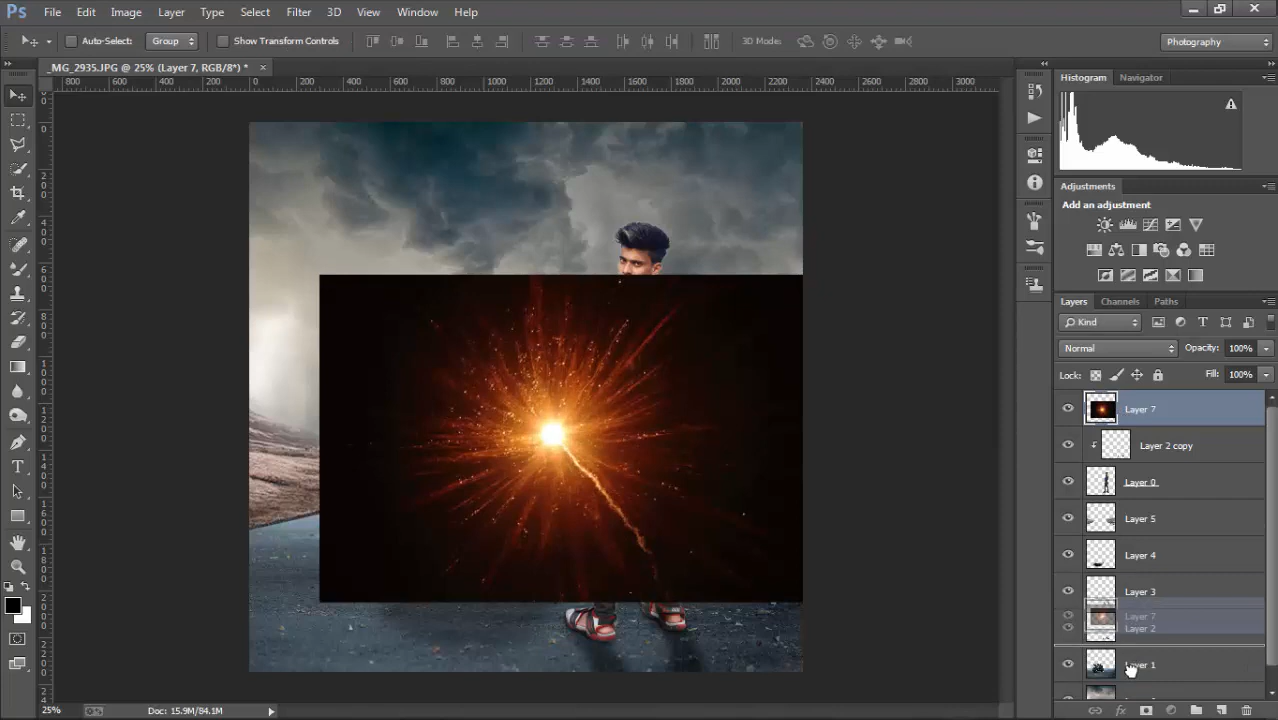 Ps File Edit Image Layer Type Select Filter 3D View Window Help
Auto-Select: Group Show Transform Controls 3D Mode: Photography
_MG_2935.JPG @ 25% (Layer 7, RGB/8*) * ×
800 600 400 200 0 200 400 600 800 1000 1200 1400 1600 1800 2000 2200 2400 2600 2800 3000
Histogram Navigator
Adjustments
Add an adjustment
Layers Channels Paths
Kind
Normal Opacity: 100%
Lock: Fill: 100%
Layer 7
Layer 2 copy
Layer 0
Layer 5
Layer 4
Layer 3
Layer 7
Layer 2
Layer 1
25% Doc: 15.9M/84.1M